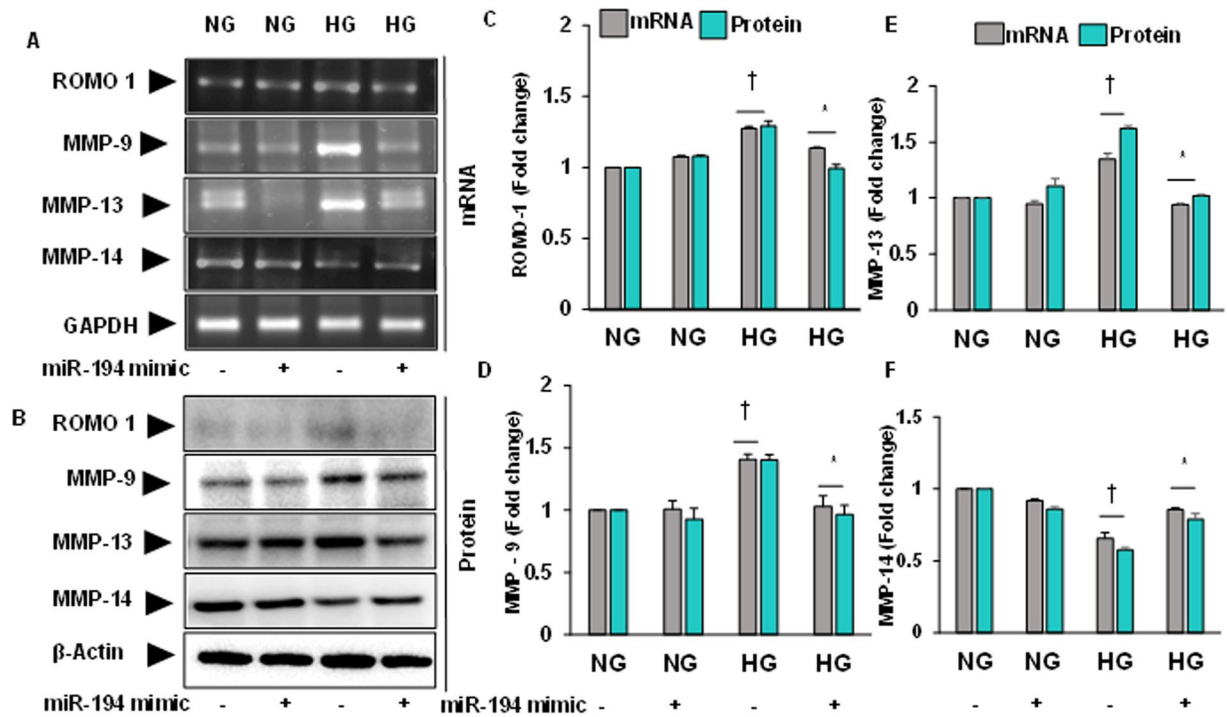 A
NG NG HG HG
ROMO 1
MMP-9
MMP-13
MMP-14
GAPDH
mRNA
miR-194 mimic - + - +
B
ROMO 1
MMP-9
MMP-13
MMP-14
β-Actin
Protein
miR-194 mimic - + - +
C
mRNA Protein
ROMO-1 (Fold change)
2
1.5
1
0.5
0
† *
NG NG HG HG
D
MMP - 9 (Fold change)
2
1.5
1
0.5
0
† *
NG NG HG HG
miR-194 mimic - + - +
E
mRNA Protein
MMP-13 (Fold change)
2
1.5
1
0.5
0
† *
NG NG HG HG
F
MMP-14 (Fold change)
1.5
1
0.5
0
† *
NG NG HG HG
- + - +